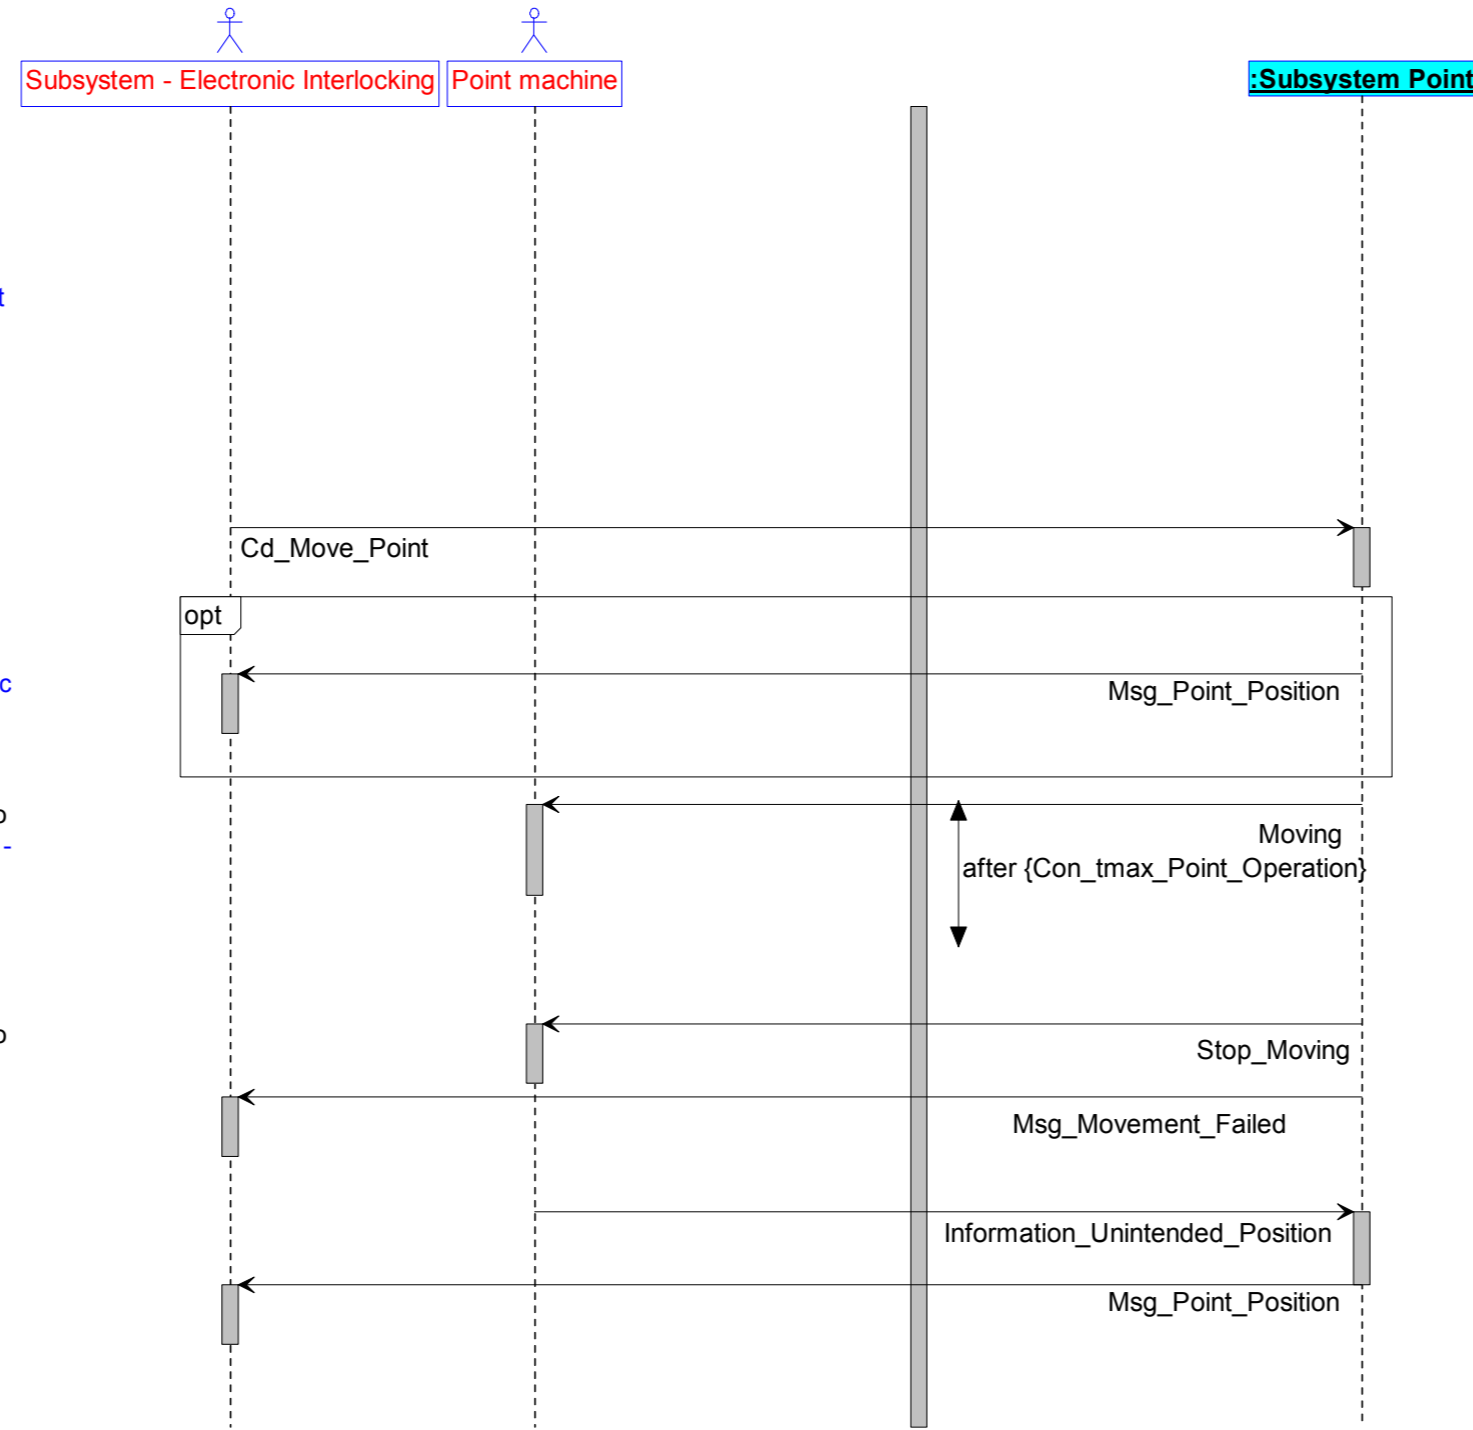 Subsystem - Electronic Interlocking
Point machine
:Subsystem Point
t
Cd_Move_Point
opt
c
Msg_Point_Position
o
Moving
-
after {Con_tmax_Point_Operation}
o
Stop_Moving
Msg_Movement_Failed
Information_Unintended_Position
Msg_Point_Position